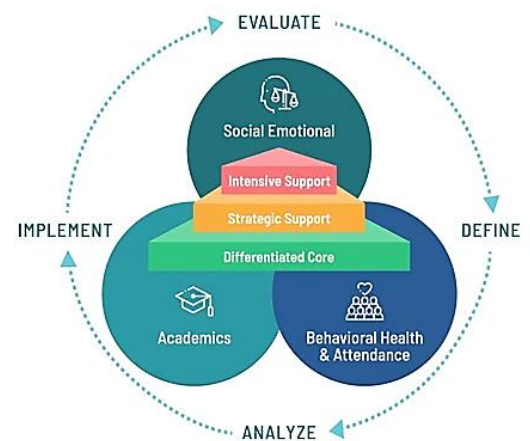 EVALUATE
Social Emotional
Intensive Support
Strategic Support
IMPLEMENT
DEFINE
Differentiated Core
Academics
Behavioral Health
& Attendance
ANALYZE